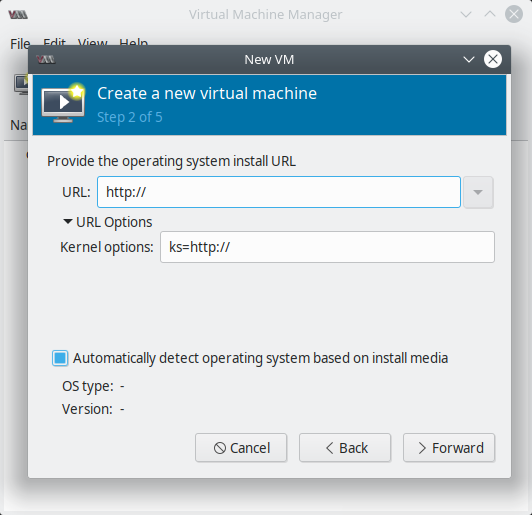 Virtual Machine Manager
File Edit View Help
New VM
Create a new virtual machine
Step 2 of 5
Na
Provide the operating system install URL
URL: http://
URL Options
Kernel options: ks=http://
Automatically detect operating system based on install media
OS type: -
Version: -
Cancel Back Forward